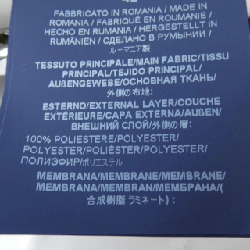 FABBRICATO IN ROMANIA / MADE IN
ROMANIA / FABRIQUÉ EN ROUMANIE /
HECHO EN RUMANÍA / HERGESTELLT IN
RUMÄNIEN / СДЕЛАНО В РУМЫНИИ /
ルーマニア製
TESSUTO PRINCIPALE/MAIN FABRIC/TISSU
PRINCIPAL/TEJIDO PRINCIPAL/
AUßENGEWEBE/ОСНОВНАЯ ТКАНЬ/
外側の布地:
ESTERNO/EXTERNAL LAYER/COUCHE
EXTÉRIEURE/CAPA EXTERNA/AUßEN/
ВНЕШНИЙ СЛОЙ/外側の層:
100% POLIESTERE/POLYESTER/
POLYESTER/POLIÉSTER/POLYESTER/
ПОЛИЭФИР/ポリエステル
MEMBRANA/MEMBRANE/MEMBRANE/
MEMBRANA/MEMBRAN/МЕМБРАНА/(
合成樹脂 ラミネート):